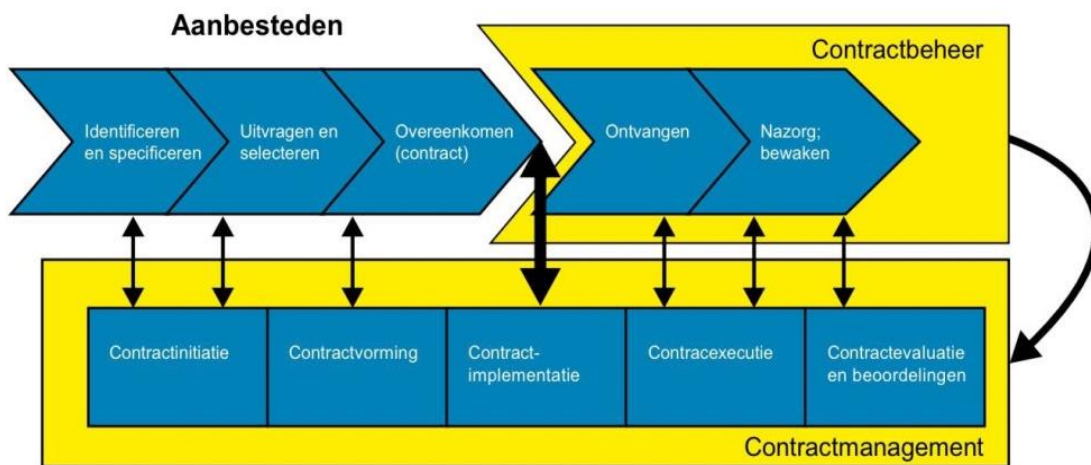 Aanbesteden
Contractbeheer
Identificeren
en specificeren
Uitvragen en
selecteren
Overeenkomen
(contract)
Ontvangen
Nazorg;
bewaken
Contractinitiatie
Contractvorming
Contract-
implementatie
Contracexecutie
Contractevaluatie
en beoordelingen
Contractmanagement